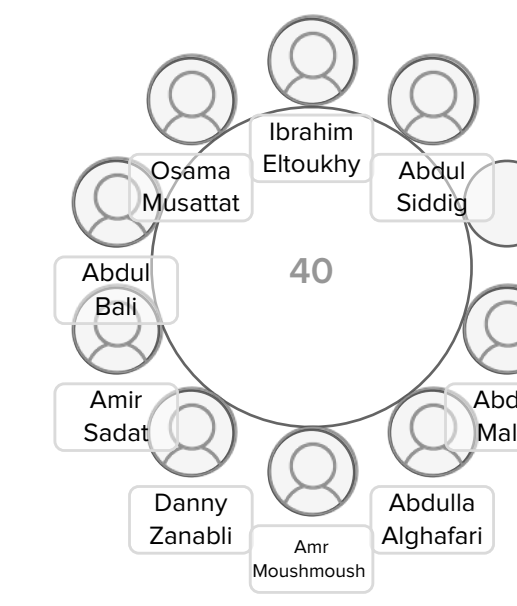 Ibrahim
Eltoukhy
Osama
Musattat
Abdul
Siddig
40
Abdul
Bali
Amir
Sadat
Danny
Zanabli
Abdulla
Alghafari
Amr
Moushmoush